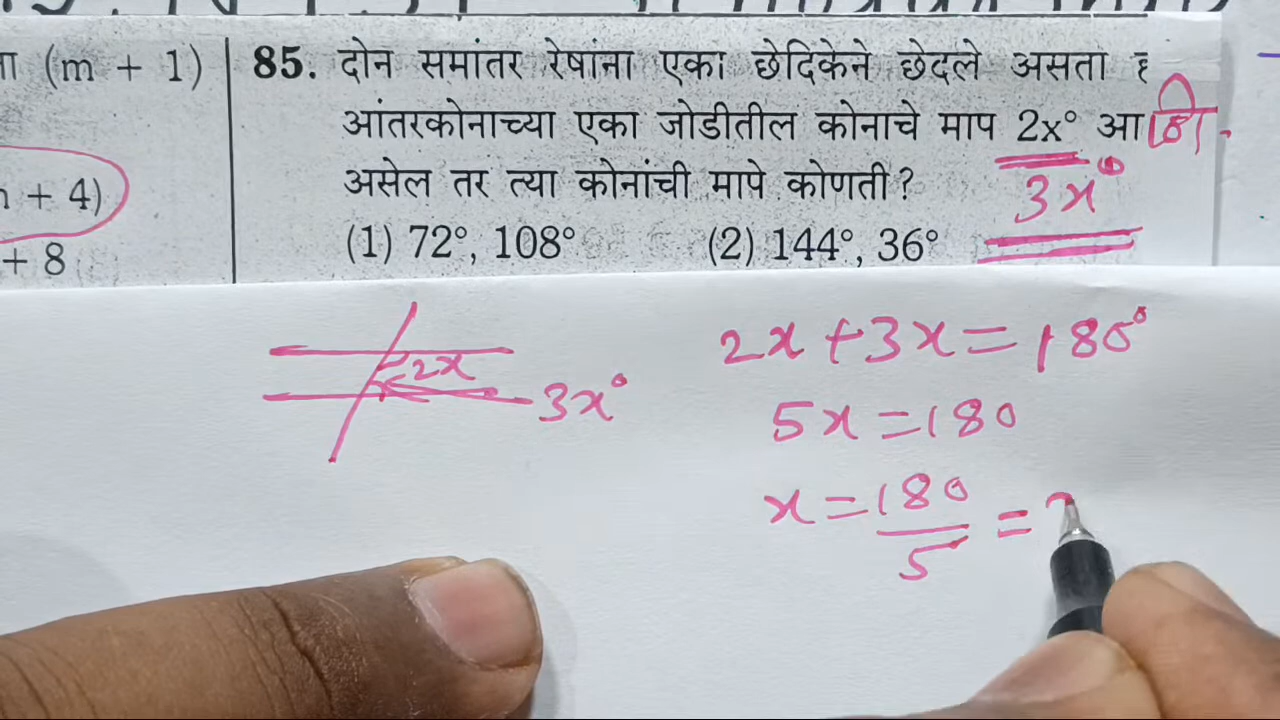 (m + 1)
+ 4)
+ 8
85. दोन समांतर रेषांना एका छेदिकेने छेदले असता
आंतरकोनाच्या एका जोडीतील कोनाचे माप 2x° आ
3x°
असेल तर त्या कोनांची मापे कोणती?
(1) 72°, 108° (2) 144°, 36°
2x
3x°
2x + 3x = 180°
5x = 180
x = 180/5 =